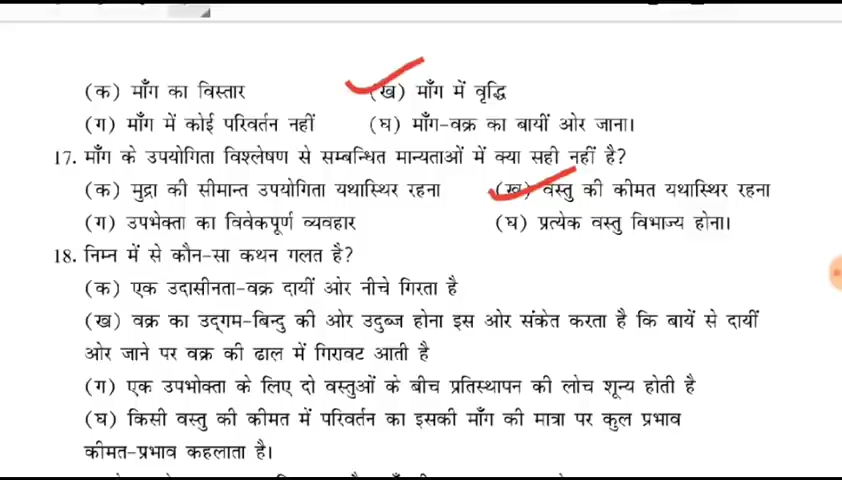 (क) माँग का विस्तार (ख) माँग में वृद्धि
(ग) माँग में कोई परिवर्तन नहीं (घ) माँग-वक्र का बायीं ओर जाना।
17. माँग के उपयोगिता विश्लेषण से सम्बन्धित मान्यताओं में क्या सही नहीं है?
(क) मुद्रा की सीमान्त उपयोगिता यथास्थिर रहना (ख) वस्तु की कीमत यथास्थिर रहना
(ग) उपभेक्ता का विवेकपूर्ण व्यवहार (घ) प्रत्येक वस्तु विभाज्य होना।
18. निम्न में से कौन-सा कथन गलत है?
(क) एक उदासीनता-वक्र दायीं ओर नीचे गिरता है
(ख) वक्र का उद्गम-बिन्दु की ओर उदुब्ज होना इस ओर संकेत करता है कि बायें से दायीं
ओर जाने पर वक्र की ढाल में गिरावट आती है
(ग) एक उपभोक्ता के लिए दो वस्तुओं के बीच प्रतिस्थापन की लोच शून्य होती है
(घ) किसी वस्तु की कीमत में परिवर्तन का इसकी माँग की मात्रा पर कुल प्रभाव
कीमत-प्रभाव कहलाता है।